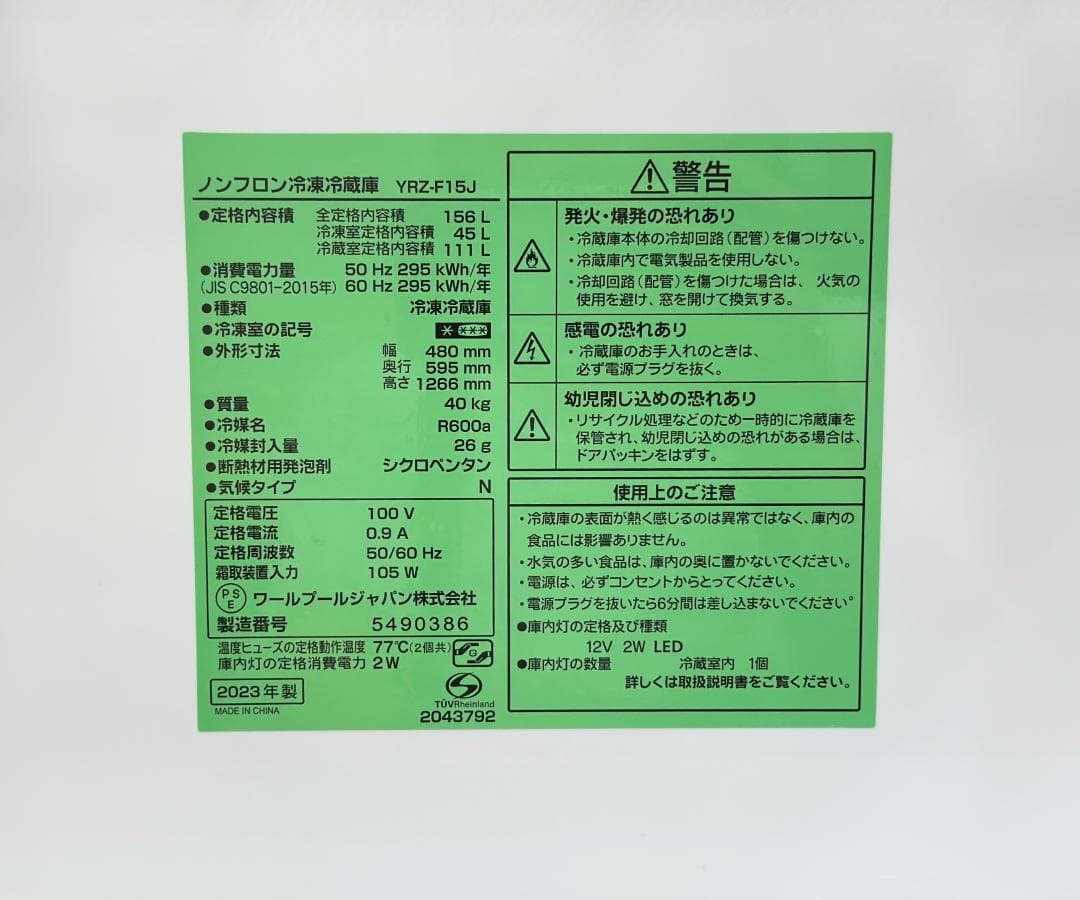 ノンフロン冷凍冷蔵庫 YRZ-F15J
●定格内容積 全定格内容積 156 L
冷凍室定格内容積 45 L
冷蔵室定格内容積 111 L
●消費電力量 50 Hz 295 kWh/年
(JIS C9801-2015年) 60 Hz 295 kWh/年
●種類 冷凍冷蔵庫
●冷凍室の記号 * ***
●外形寸法 幅 480 mm
奥行 595 mm
高さ 1266 mm
●質量 40 kg
●冷媒名 R600a
●冷媒封入量 26 g
●断熱材用発泡剤 シクロペンタン
●気候タイプ N
定格電圧 100 V
定格電流 0.9 A
定格周波数 50/60 Hz
霜取装置入力 105 W
PSE ワールプールジャパン株式会社
製造番号 5490386
温度ヒューズの定格動作温度 77℃(2個共)
庫内灯の定格消費電力 2W
G
2023年製
MADE IN CHINA
TÜVRheinland
2043792
警告
発火・爆発の恐れあり
・冷蔵庫本体の冷却回路(配管)を傷つけない。
・冷蔵庫内で電気製品を使用しない。
・冷却回路(配管)を傷つけた場合は、火気の
使用を避け、窓を開けて換気する。
感電の恐れあり
・冷蔵庫のお手入れのときは、
必ず電源プラグを抜く。
幼児閉じ込めの恐れあり
・リサイクル処理などのため一時的に冷蔵庫を
保管され、幼児閉じ込めの恐れがある場合は、
ドアパッキンをはずす。
使用上のご注意
・冷蔵庫の表面が熱く感じるのは異常ではなく、庫内の
食品には影響ありません。
・水気の多い食品は、庫内の奥に置かないでください。
・電源は、必ずコンセントからとってください。
・電源プラグを抜いたら6分間は差し込まないでください。
●庫内灯の定格及び種類
12V 2W LED
●庫内灯の数量 冷蔵室内 1個
詳しくは取扱説明書をご覧ください。